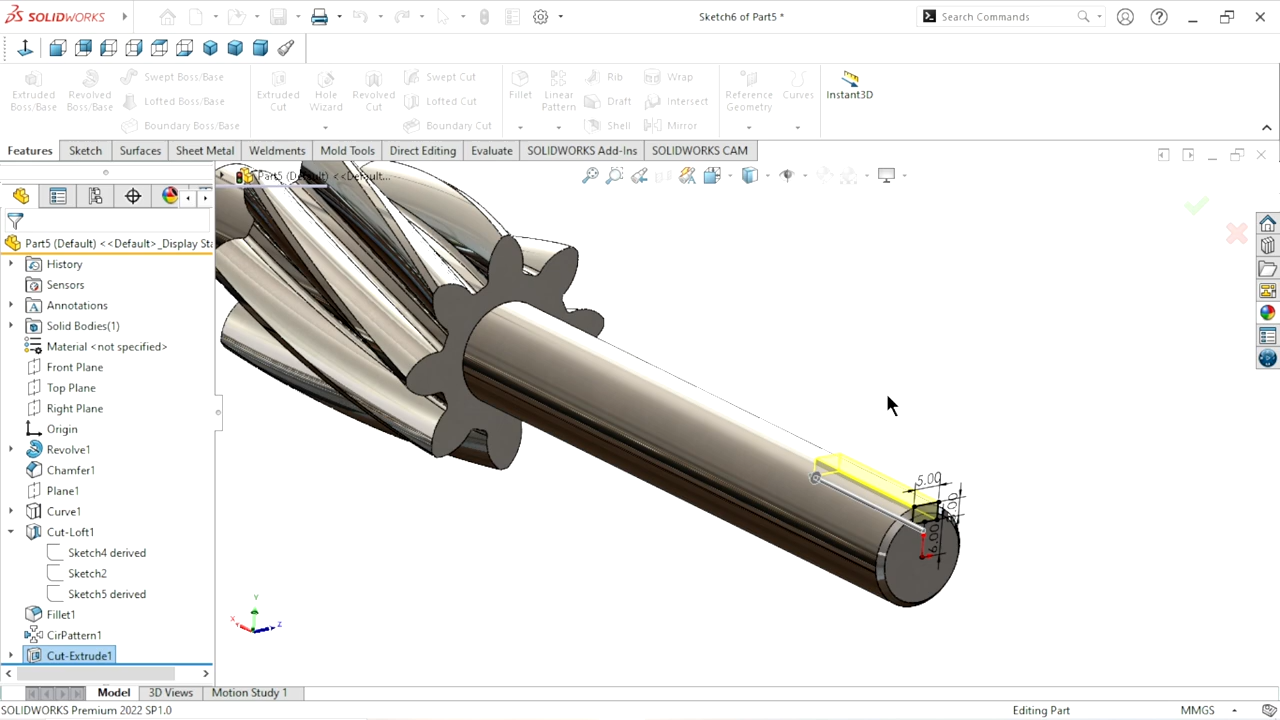 SOLIDWORKS
Sketch6 of Part5 *
Search Commands
Extruded Boss/Base
Revolved Boss/Base
Swept Boss/Base
Lofted Boss/Base
Boundary Boss/Base
Extruded Cut
Hole Wizard
Revolved Cut
Swept Cut
Lofted Cut
Boundary Cut
Fillet
Linear Pattern
Rib
Draft
Shell
Wrap
Intersect
Mirror
Reference Geometry
Curves
Instant3D
Features
Sketch
Surfaces
Sheet Metal
Weldments
Mold Tools
Direct Editing
Evaluate
SOLIDWORKS Add-Ins
SOLIDWORKS CAM
Part5 (Default) <<Default...
Part5 (Default) <<Default>_Display Sta
History
Sensors
Annotations
Solid Bodies(1)
Material <not specified>
Front Plane
Top Plane
Right Plane
Origin
Revolve1
Chamfer1
Plane1
Curve1
Cut-Loft1
Sketch4 derived
Sketch2
Sketch5 derived
Fillet1
CirPattern1
Cut-Extrude1
5.00
6.00
Y
X
Z
Model
3D Views
Motion Study 1
SOLIDWORKS Premium 2022 SP1.0
Editing Part
MMGS